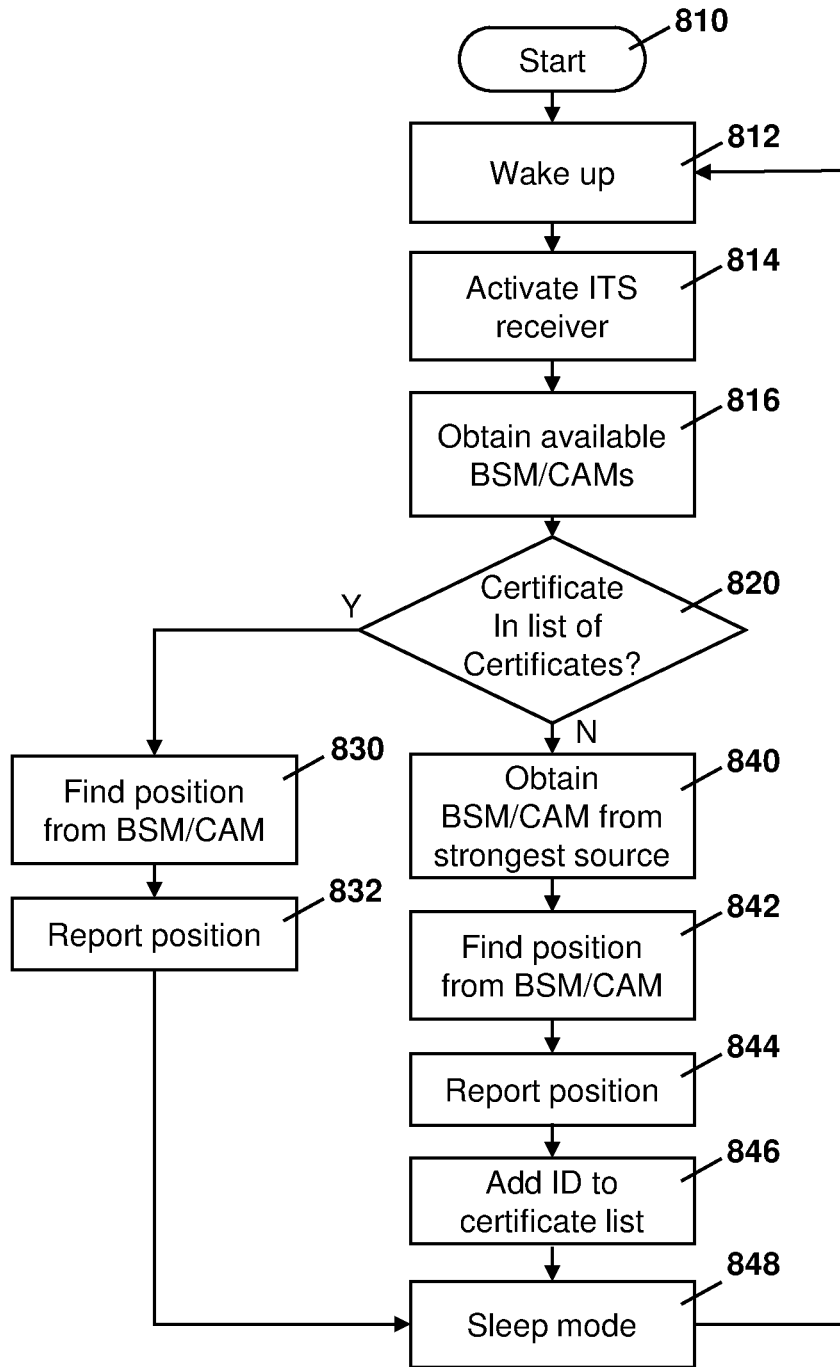 810
Start
812
Wake up
814
Activate ITS
receiver
816
Obtain available
BSM/CAMs
820
Certificate
In list of
Certificates?
Y
N
830
Find position
from BSM/CAM
832
Report position
840
Obtain
BSM/CAM from
strongest source
842
Find position
from BSM/CAM
844
Report position
846
Add ID to
certificate list
848
Sleep mode